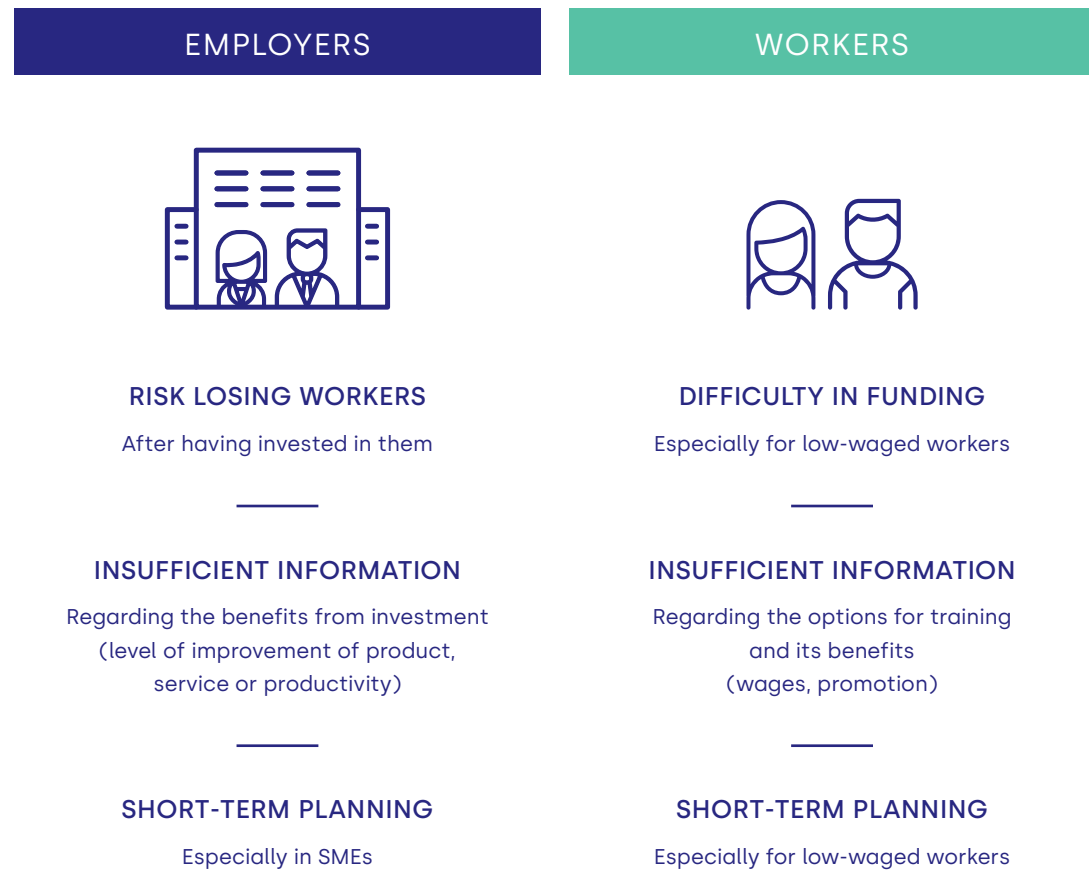 EMPLOYERS
RISK LOSING WORKERS
After having invested in them
INSUFFICIENT INFORMATION
Regarding the benefits from investment
(level of improvement of product,
service or productivity)
SHORT-TERM PLANNING
Especially in SMEs
WORKERS
DIFFICULTY IN FUNDING
Especially for low-waged workers
INSUFFICIENT INFORMATION
Regarding the options for training
and its benefits
(wages, promotion)
SHORT-TERM PLANNING
Especially for low-waged workers